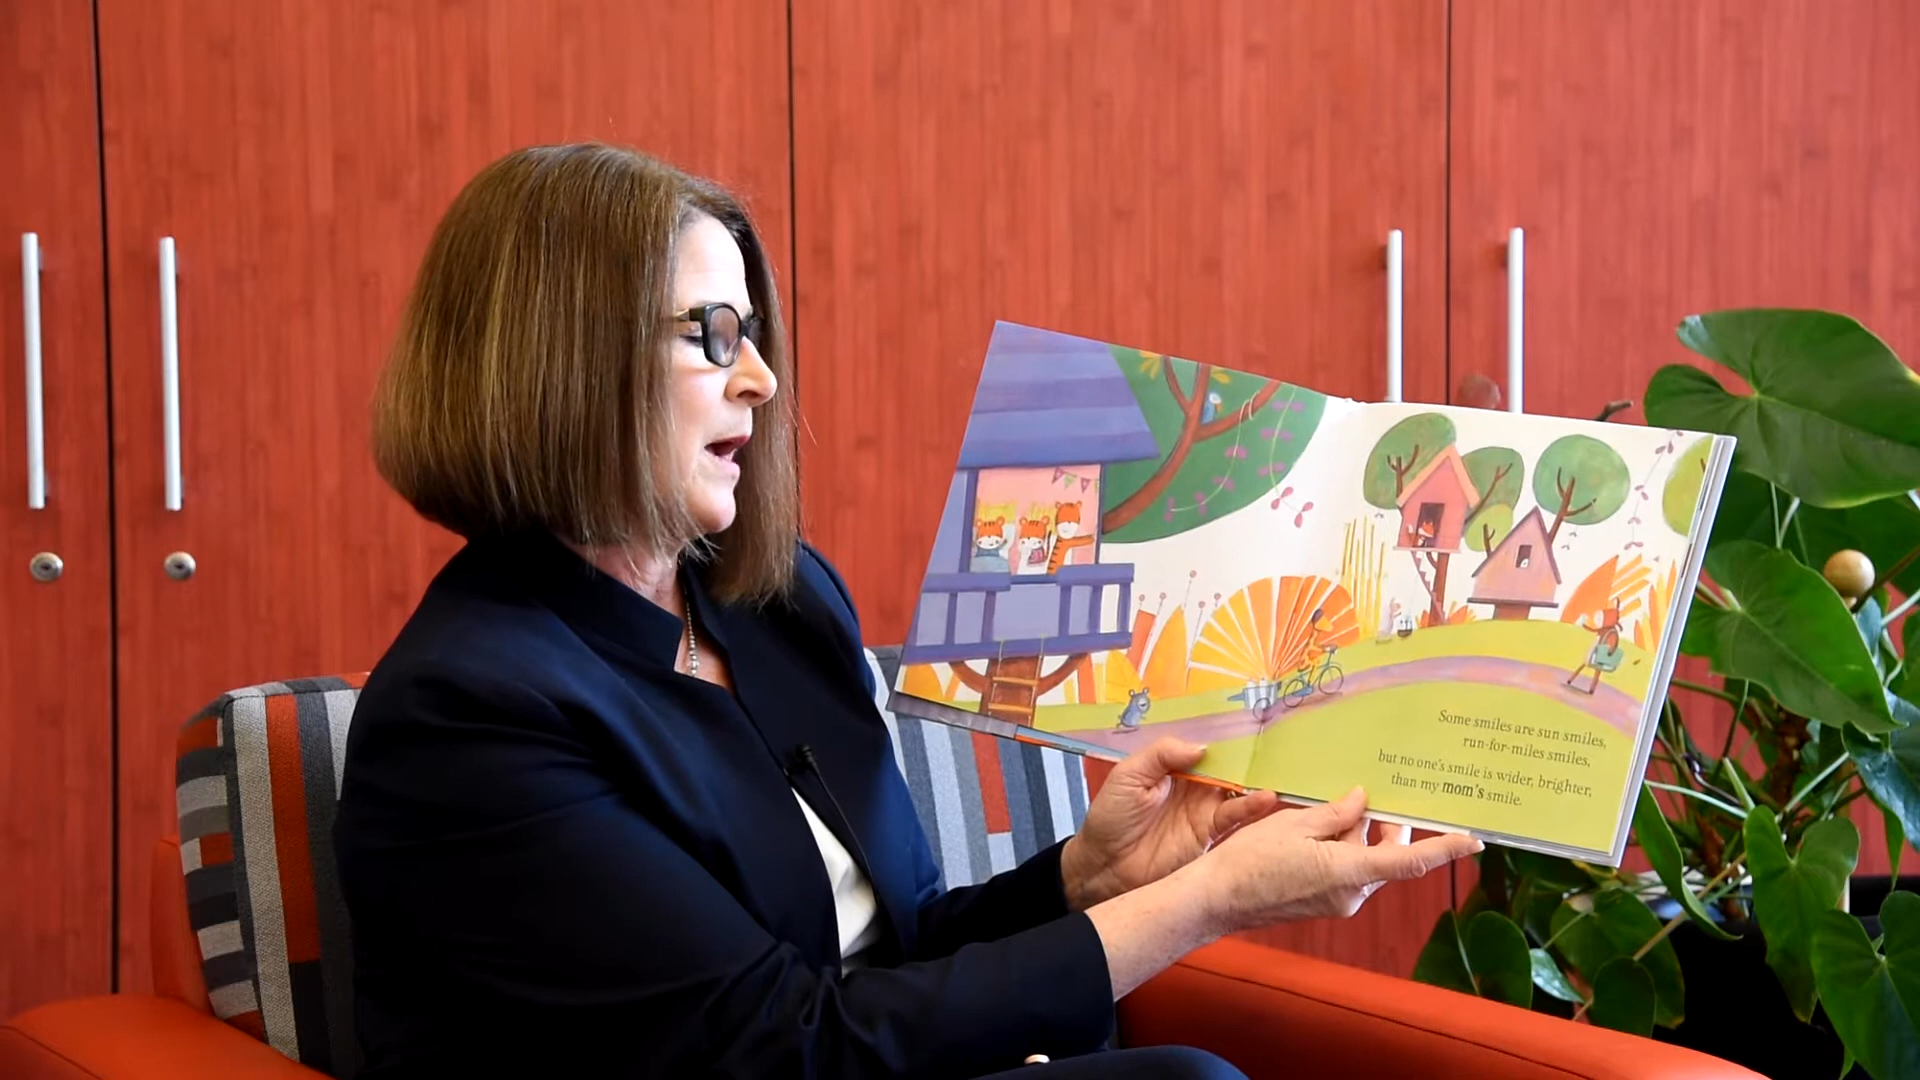 Some smiles are sun smiles,
run-for-miles smiles,
but no one's smile is wider, brighter,
than my mom's smile.